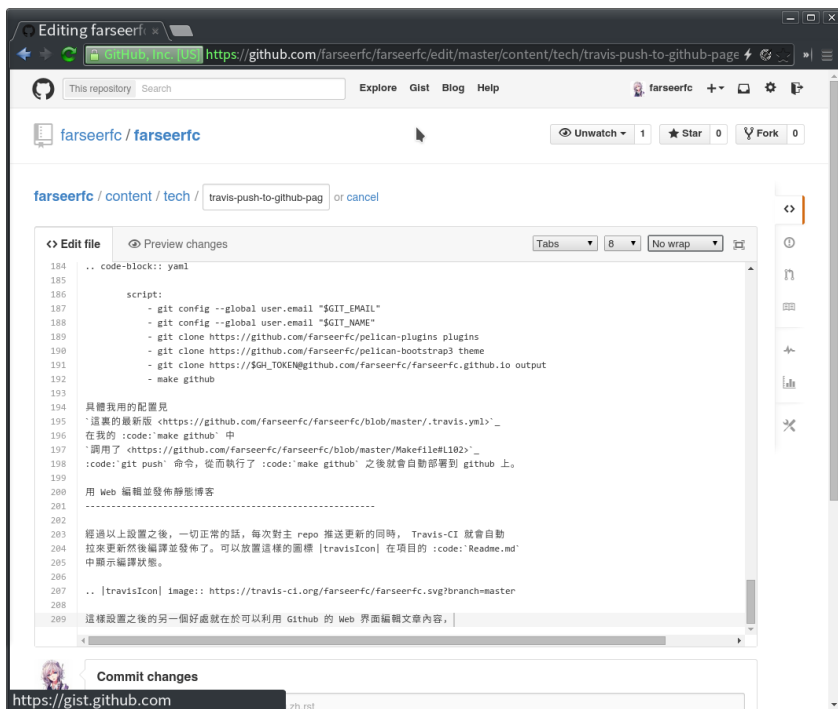 Editing farseerfc
GitHub, Inc. [US] https://github.com/farseerfc/farseerfc/edit/master/content/tech/travis-push-to-github-page
This repository Search Explore Gist Blog Help farseerfc
farseerfc / farseerfc Unwatch 1 Star 0 Fork 0
farseerfc / content / tech / travis-push-to-github-pag or cancel
<> Edit file Preview changes Tabs 8 No wrap
184 .. code-block:: yaml
185
186 script:
187 - git config --global user.email "$GIT_EMAIL"
188 - git config --global user.email "$GIT_NAME"
189 - git clone https://github.com/farseerfc/pelican-plugins plugins
190 - git clone https://github.com/farseerfc/pelican-bootstrap3 theme
191 - git clone https://$GH_TOKEN@github.com/farseerfc/farseerfc.github.io output
192 - make github
193
194 具體我用的配置見
195 `這裏的最新版 <https://github.com/farseerfc/farseerfc/blob/master/.travis.yml>`_
196 在我的 :code:`make github` 中
197 `調用了 <https://github.com/farseerfc/farseerfc/blob/master/Makefile#L102>`_
198 :code:`git push` 命令，從而執行了 :code:`make github` 之後就會自動部署到 github 上。
199
200 用 Web 編輯並發佈靜態博客
201 --------------------------------------------------------
202
203 經過以上設置之後，一切正常的話，每次對主 repo 推送更新的同時， Travis-CI 就會自動
204 拉來更新然後編譯並發佈了。可以放置這樣的圖標 |travisIcon| 在項目的 :code:`Readme.md`
205 中顯示編譯狀態。
206
207 .. |travisIcon| image:: https://travis-ci.org/farseerfc/farseerfc.svg?branch=master
208
209 這樣設置之後的另一個好處就在於可以利用 Github 的 Web 界面編輯文章內容，
Commit changes
https://gist.github.com
zh.rst